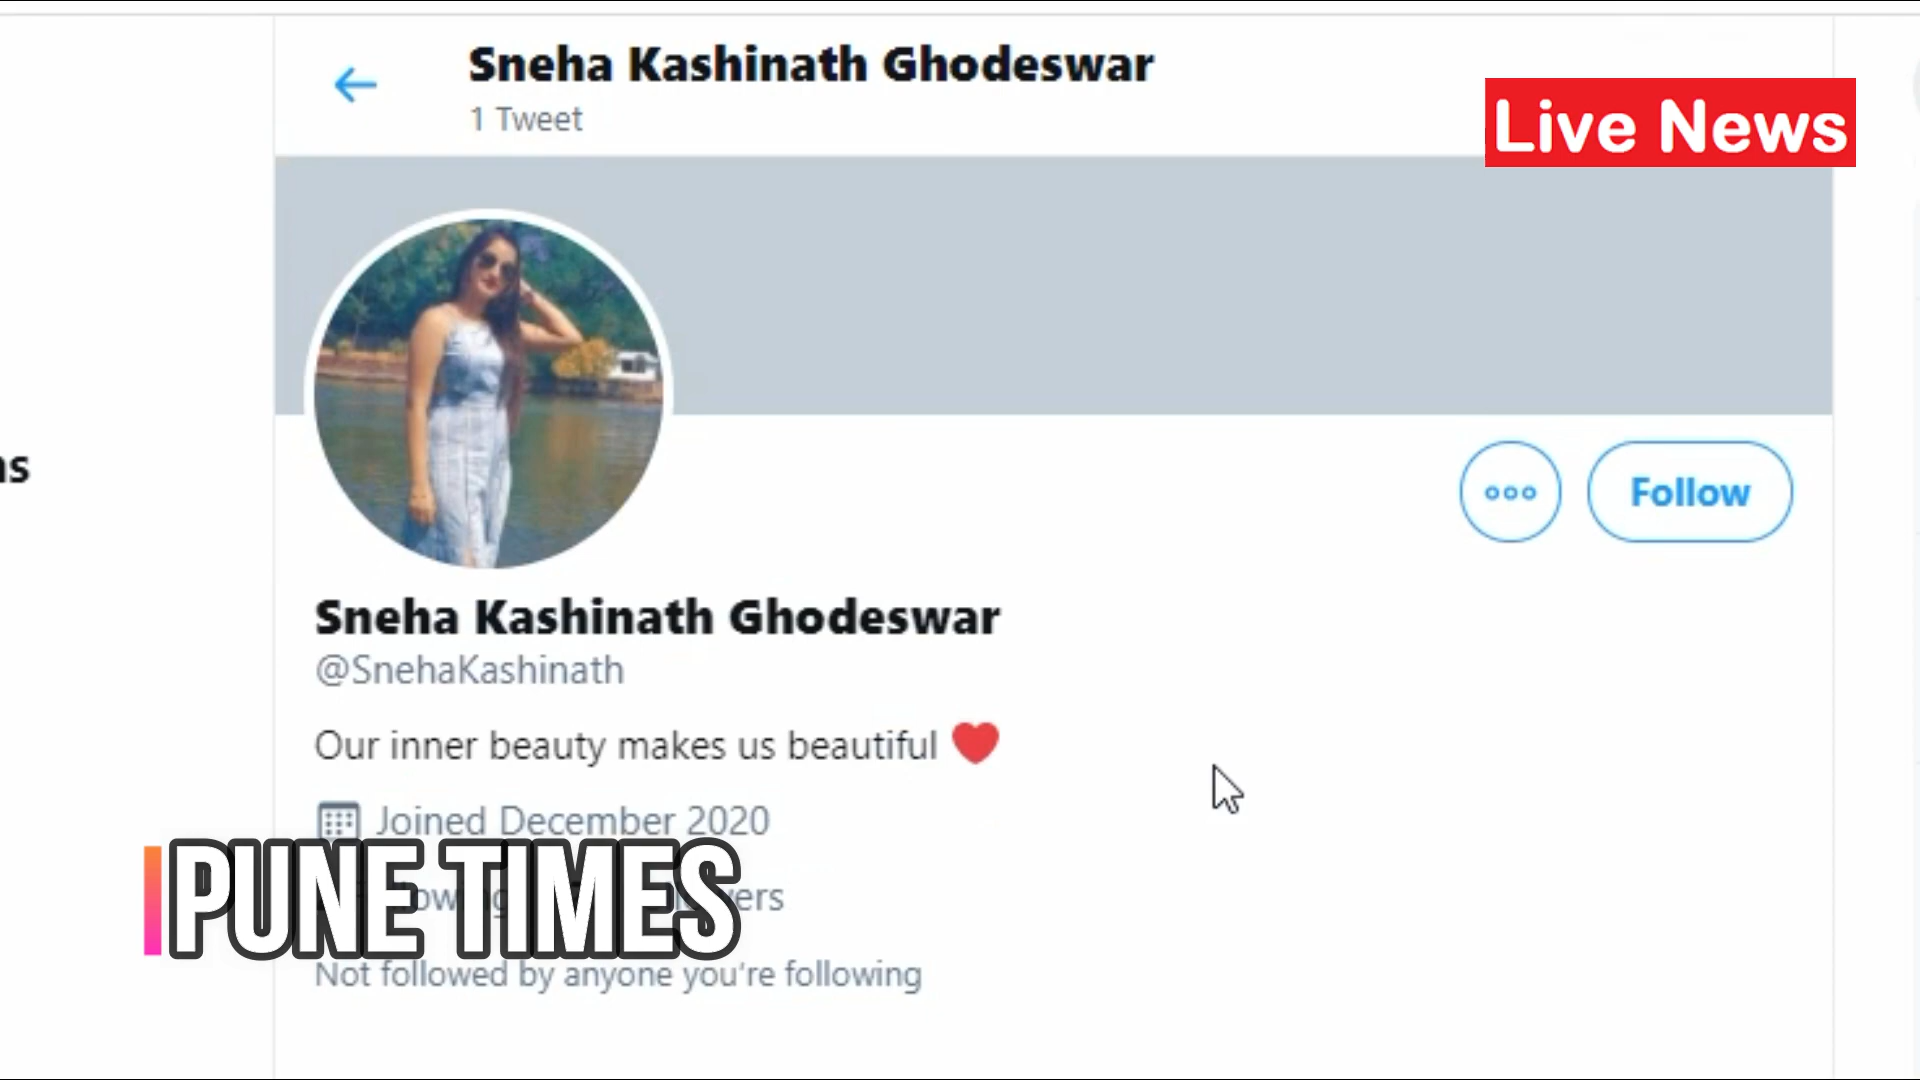 Sneha Kashinath Ghodeswar
1 Tweet
Live News
Follow
Sneha Kashinath Ghodeswar
@SnehaKashinath
Our inner beauty makes us beautiful ❤
Joined December 2020
PUNE TIMES
Not followed by anyone you're following